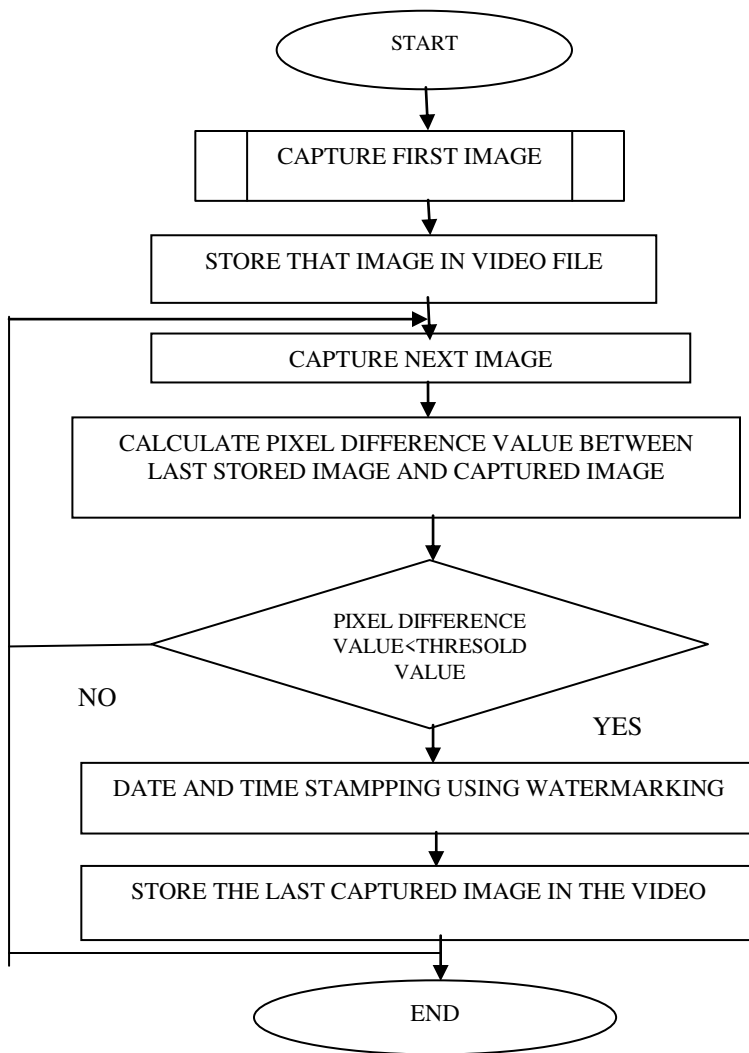 START
CAPTURE FIRST IMAGE
STORE THAT IMAGE IN VIDEO FILE
CAPTURE NEXT IMAGE
CALCULATE PIXEL DIFFERENCE VALUE BETWEEN
LAST STORED IMAGE AND CAPTURED IMAGE
PIXEL DIFFERENCE
VALUE<THRESOLD
VALUE
NO
YES
DATE AND TIME STAMPPING USING WATERMARKING
STORE THE LAST CAPTURED IMAGE IN THE VIDEO
END